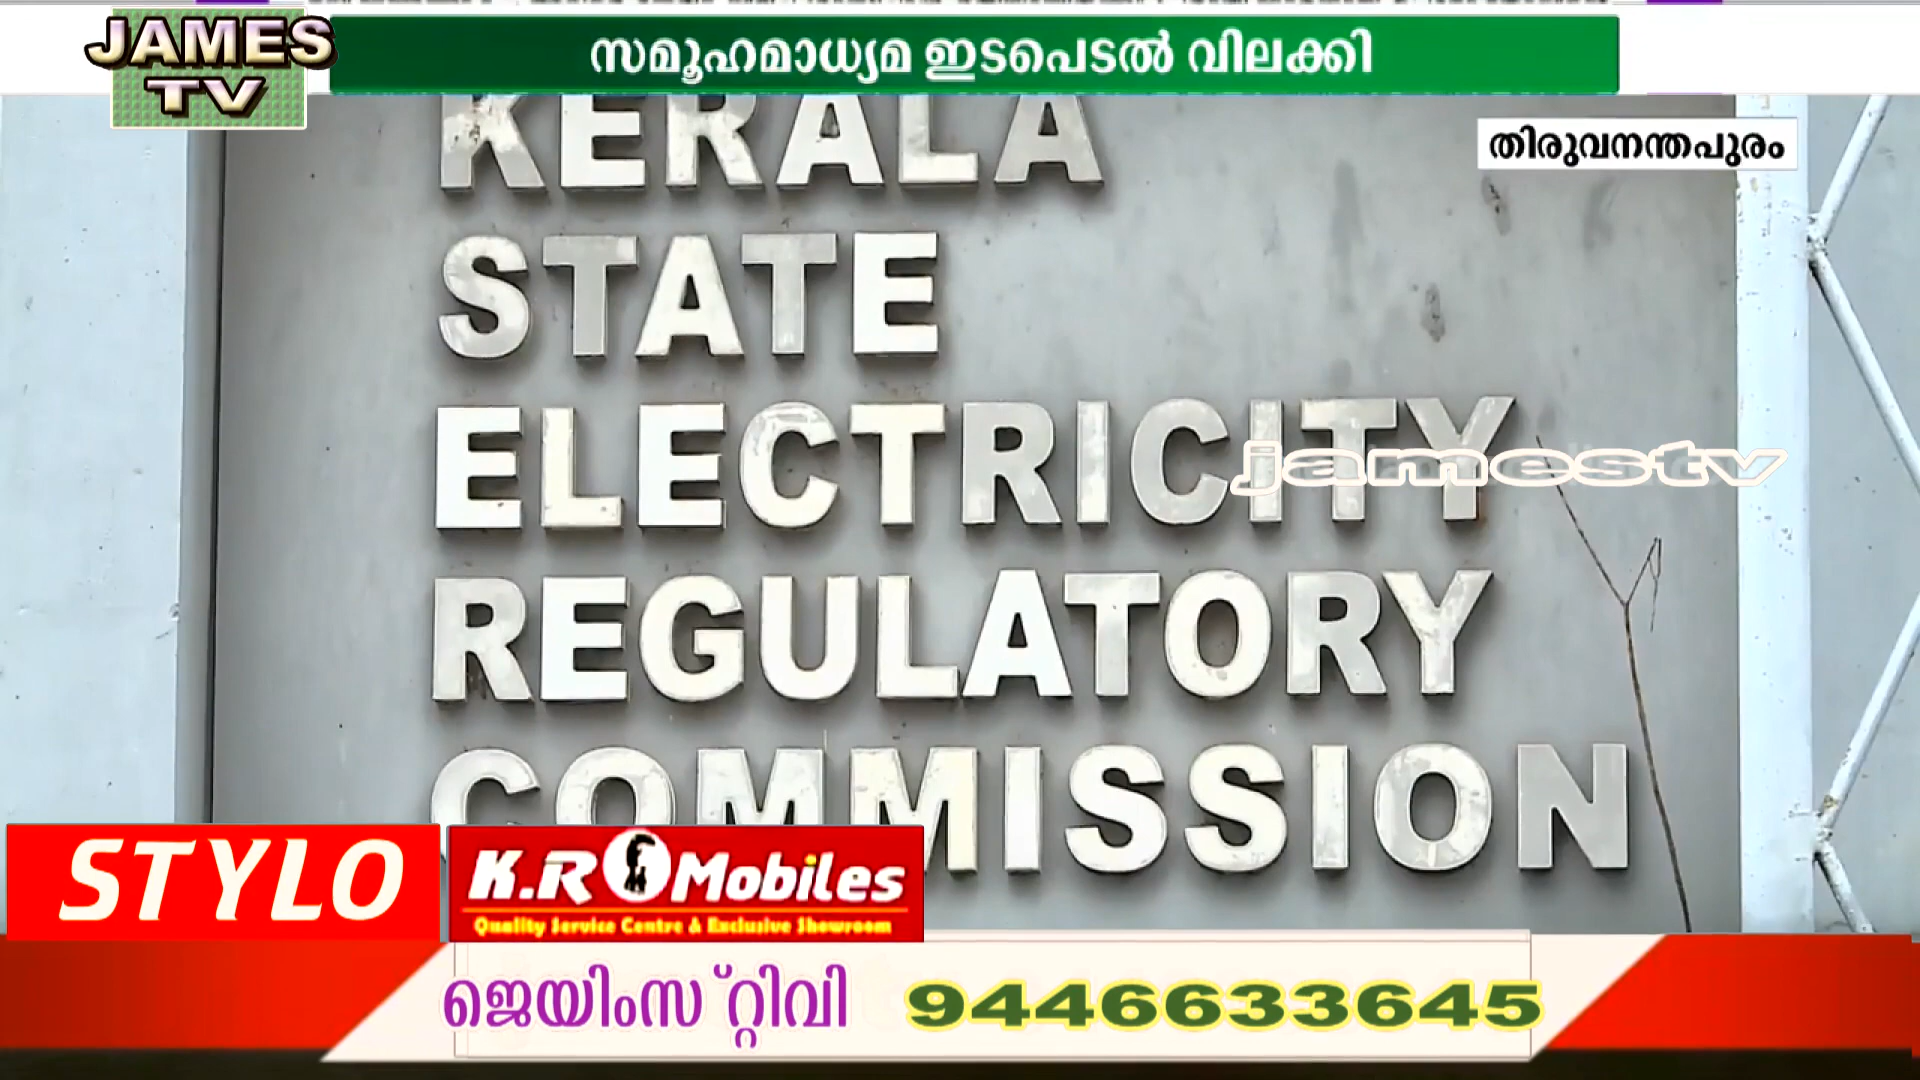 JAMES
TV
സമൂഹമാധ്യമ ഇടപെടൽ വിലക്കി
തിരുവനന്തപുരം
KERALA
STATE
ELECTRICITY
jamestv
REGULATORY
COMMISSION
STYLO
K.R Mobiles
Quality Service Centre & Exclusive Showroom
ജെയിംസ് റ്റിവി 9446633645